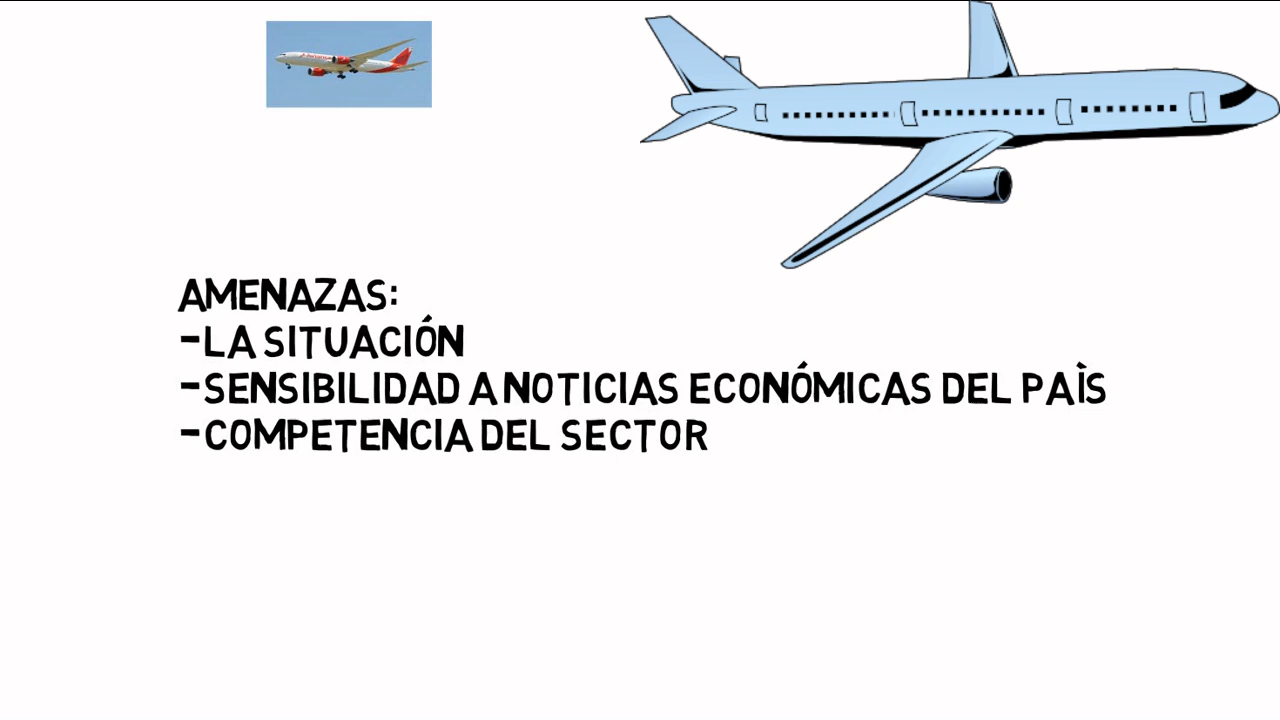 AMENAZAS:
-LA SITUACIÓN
-SENSIBILIDAD A NOTICIAS ECONÓMICAS DEL PAÌS
-COMPETENCIA DEL SECTOR